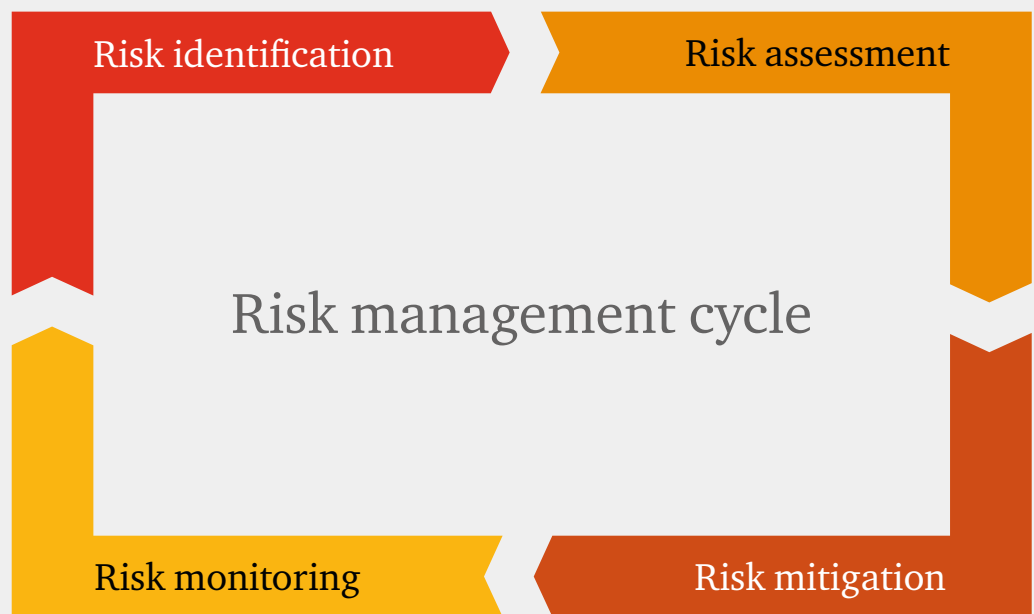 Risk identification
Risk assessment
Risk management cycle
Risk monitoring
Risk mitigation